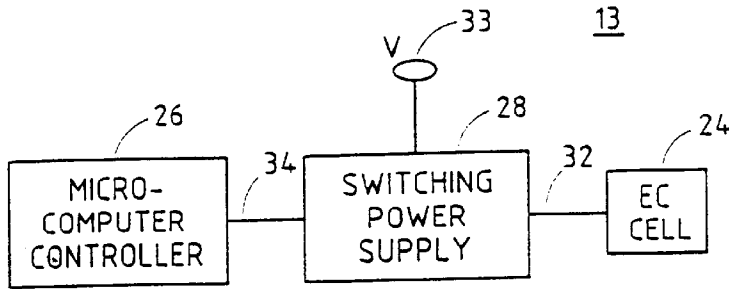 13
V
33
26
MICRO-
COMPUTER
CONTROLLER
34
28
SWITCHING
POWER
SUPPLY
32
24
EC
CELL